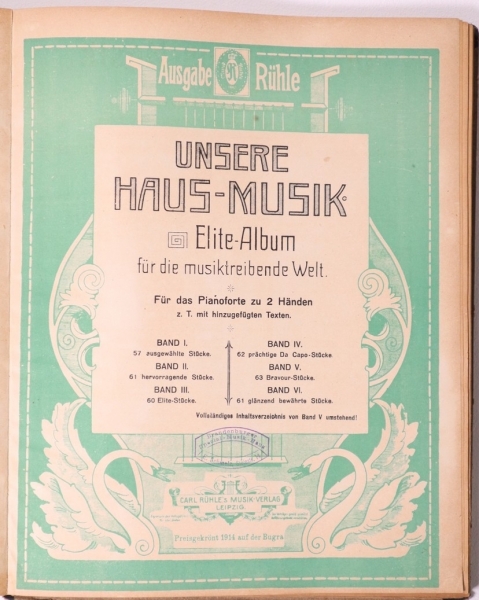 Ausgabe Rühle
UNSERE
HAUS-MUSIK.
Elite-Album
für die musiktreibende Welt.
Für das Pianoforte zu 2 Händen
z. T. mit hinzugefügten Texten.
BAND I.
57 ausgewählte Stücke.
BAND II.
61 hervorragende Stücke.
BAND III.
60 Elite-Stücke.
BAND IV.
62 prächtige Da Capo-Stücke.
BAND V.
63 Bravour-Stücke.
BAND VI.
61 glänzend bewährte Stücke.
Vollständiges Inhaltsverzeichnis von Band V umstehend!
CARL RÜHLE'S MUSIK-VERLAG
LEIPZIG.
Preisgekrönt 1914 auf der Bugra